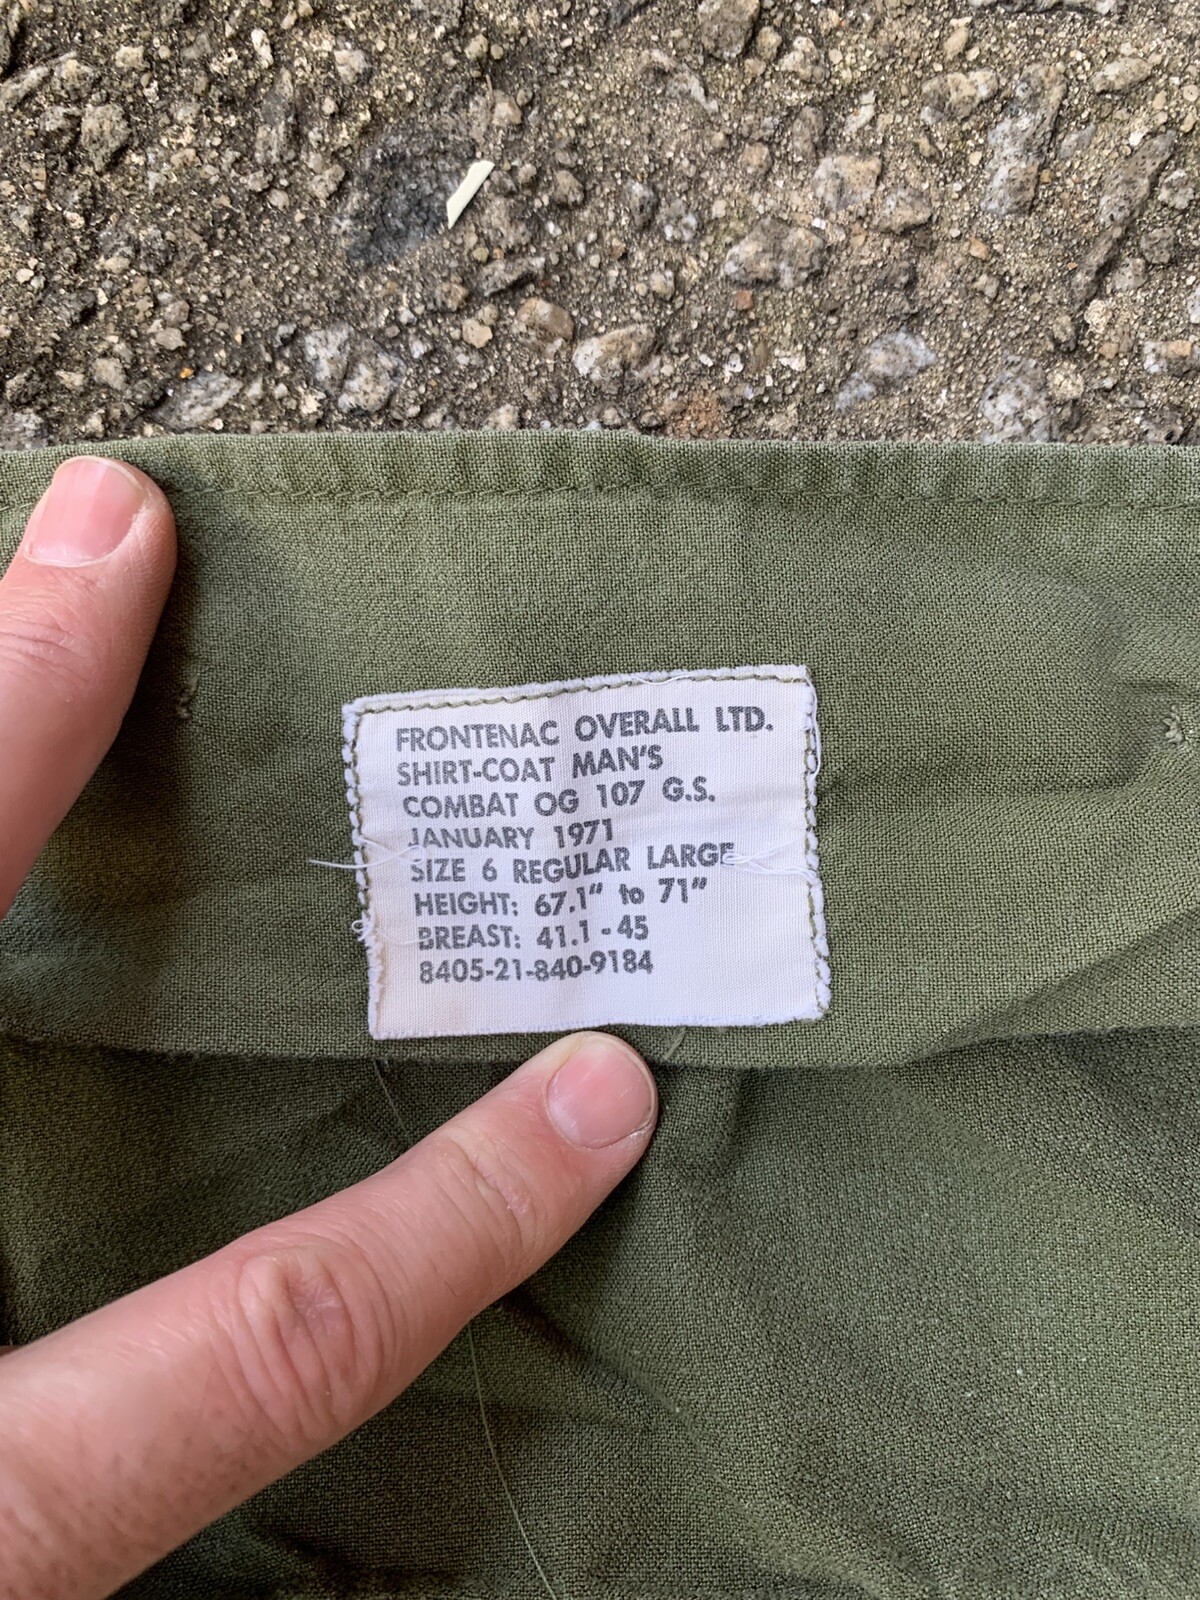 FRONTENAC OVERALL LTD.
SHIRT-COAT MAN'S
COMBAT OG 107 G.S.
JANUARY 1971
SIZE 6 REGULAR LARGE
HEIGHT: 67.1" to 71"
BREAST: 41.1 - 45
8405-21-840-9184